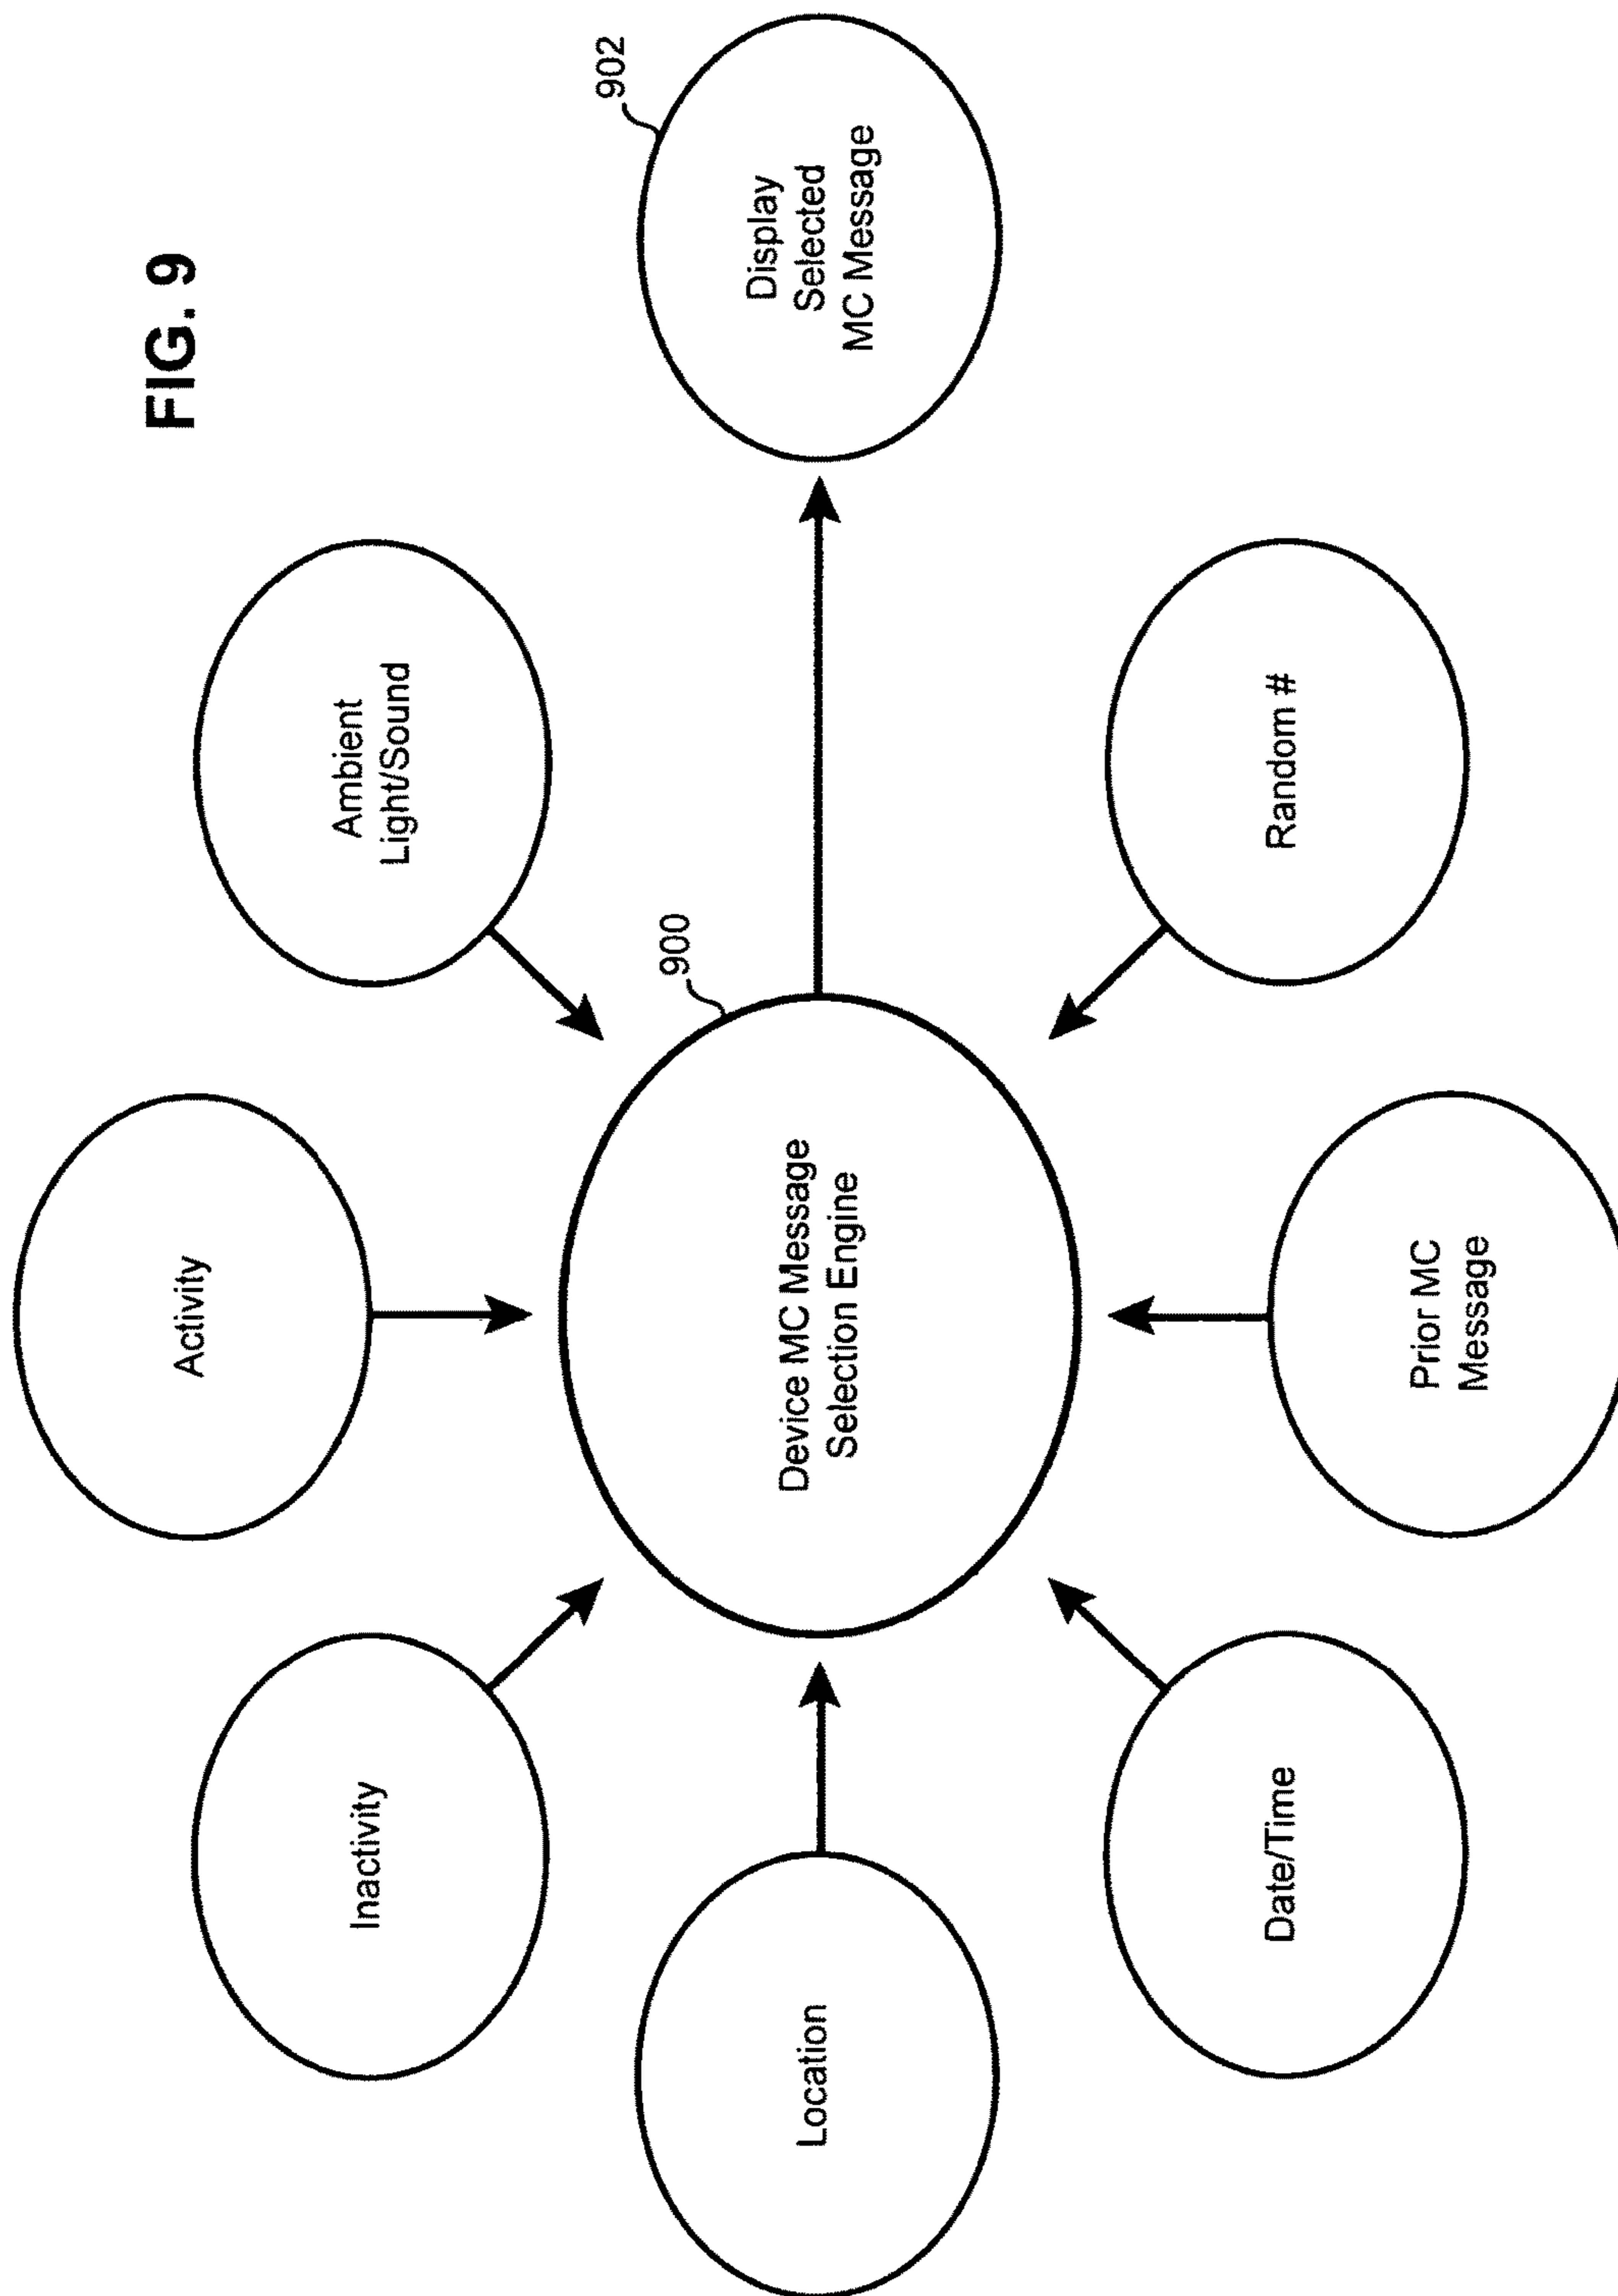 FIG. 9
Activity
Inactivity
Ambient
Light/Sound
900
902
Location
Device MC Message
Selection Engine
Display
Selected
MC Message
Date/Time
Random #
Prior MC
Message